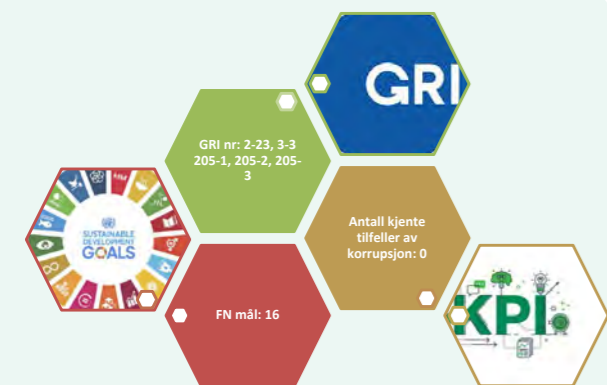 GRI
GRI nr: 2-23, 3-3
205-1, 205-2, 205-
3
Antall kjente
tilfeller av
korrupsjon: 0
SUSTAINABLE
DEVELOPMENT
GOALS
FN mål: 16
KPI